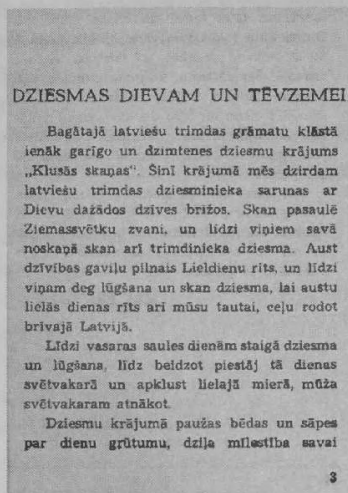 DZIESMAS DIEVAM UN TĒVZEMEI
Bagātajā latviešu trimdas grāmatu klāstā
ienāk garīgo un dzimtenes dziesmu krājums
„Klusās skaņas". Šinī krājumā mēs dzirdam
latviešu trimdas dziesminieka sarunas ar
Dievu dažādos dzīves brīžos. Skan pasaulē
Ziemassvētku zvani, un līdzi viņiem savā
noskaņā skan arī trimdinieka dziesma. Aust
dzīvības gaviļu pilnais Lieldienu rīts, un līdzi
viņam deg lūgšana un skan dziesma, lai austu
lielās dienas rīts arī mūsu tautai, ceļu rodot
brīvajā Latvijā.
Līdzi vasaras saules dienām staigā dziesma
un lūgšana, līdz beidzot piestāj tā dienas
svētvakarā un apklust lielajā mierā, mūža
svētvakaram atnākot.
Dziesmu krājumā paužas bēdas un sāpes
par dienu grūtumu, dziļa mīlestība savai
3